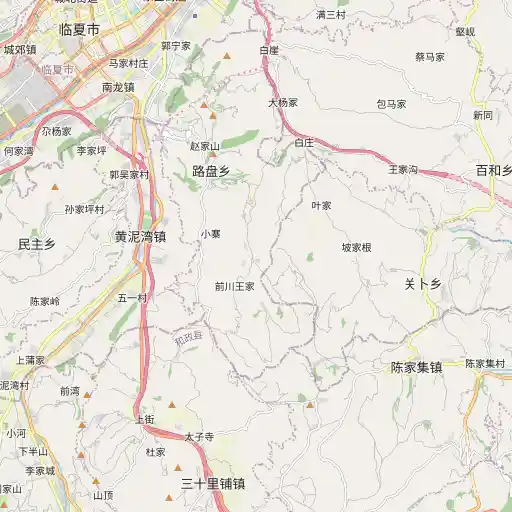 临夏市
满三村
堅岘
城郊镇
郭宁家
白崖
蔡马家
临夏市
马家村庄
南龙镇
大杨家
包马家
新同
尕杨家
赵家山
白庄
何家湾
李家坪
郭吴家村
路盘乡
王家沟
百和乡
孙家坪村
叶家
民主乡
黄泥湾镇
小寨
坡家根
陈家岭
五一村
前川王家
关卜乡
和政县
上蒲家
陈家集镇
陈家集村
泥湾村
前湾
小河
上街
太子寺
下半山
杜家
李家城
三十里铺镇
山顶
家山